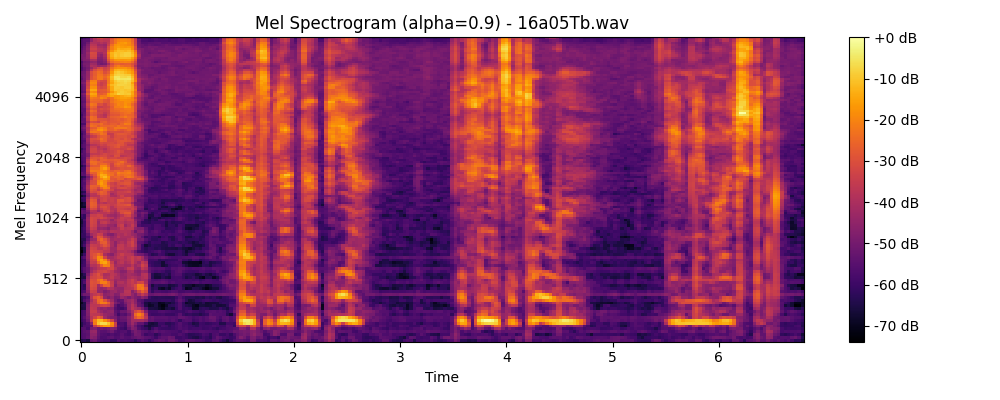 Mel Spectrogram (alpha=0.9) - 16a05Tb.wav
Mel Frequency
4096
2048
1024
512
0
0 1 2 3 4 5 6
Time
+0 dB
-10 dB
-20 dB
-30 dB
-40 dB
-50 dB
-60 dB
-70 dB